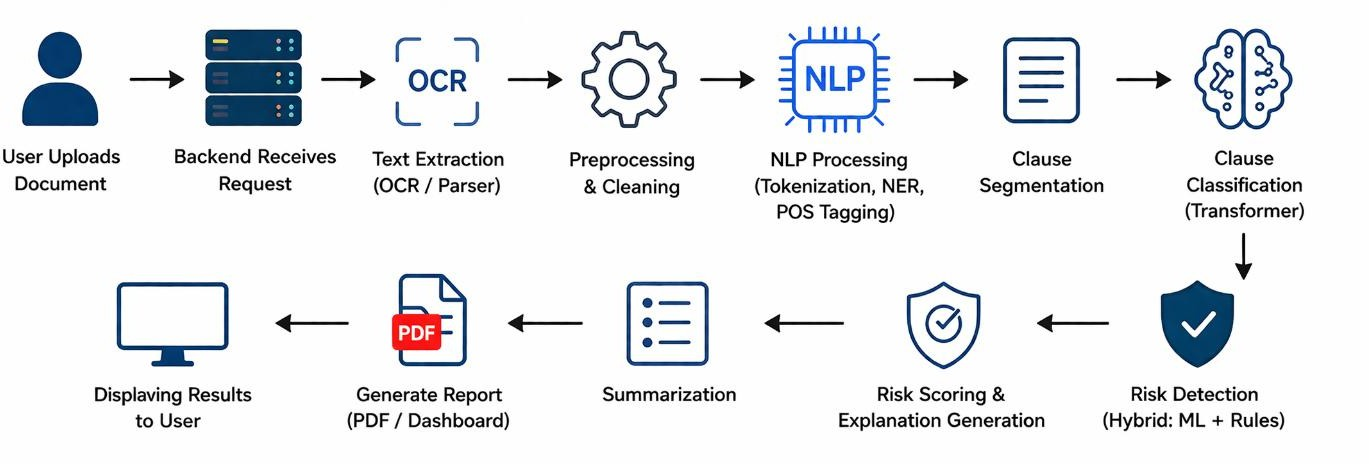 OCR
NLP
User Uploads
Document
Backend Receives
Request
Text Extraction
(OCR / Parser)
Preprocessing
& Cleaning
NLP Processing
(Tokenization, NER,
POS Tagging)
Clause
Segmentation
Clause
Classification
(Transformer)
PDF
Displaving Results
to User
Generate Report
(PDF / Dashboard)
Summarization
Risk Scoring &
Explanation Generation
Risk Detection
(Hybrid: ML + Rules)